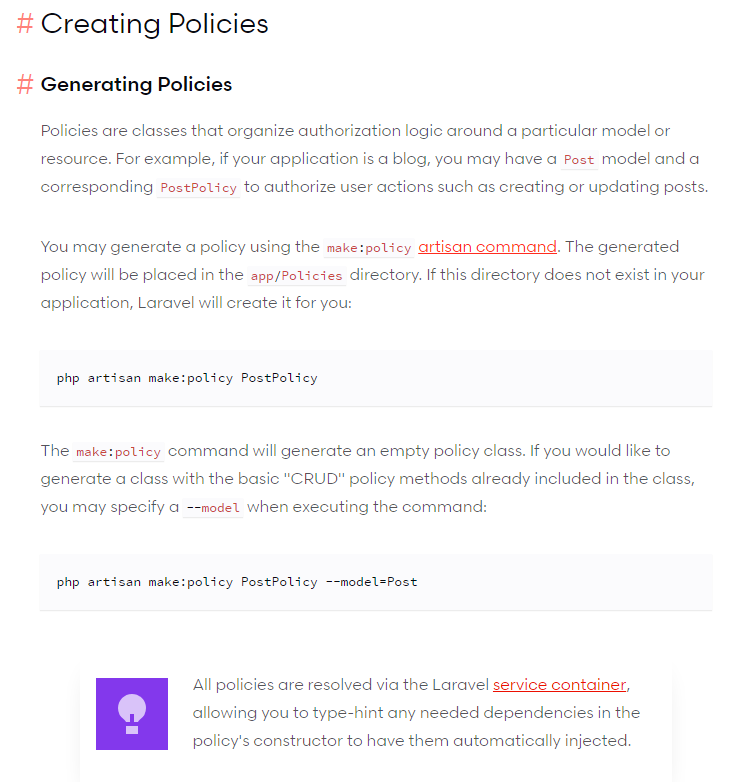 # Creating Policies
# Generating Policies
Policies are classes that organize authorization logic around a particular model or
resource. For example, if your application is a blog, you may have a Post model and a
corresponding PostPolicy to authorize user actions such as creating or updating posts.
You may generate a policy using the make:policy artisan command. The generated
policy will be placed in the app/Policies directory. If this directory does not exist in your
application, Laravel will create it for you:
php artisan make:policy PostPolicy
The make:policy command will generate an empty policy class. If you would like to
generate a class with the basic "CRUD" policy methods already included in the class,
you may specify a --model when executing the command:
php artisan make:policy PostPolicy --model=Post
All policies are resolved via the Laravel service container,
allowing you to type-hint any needed dependencies in the
policy's constructor to have them automatically injected.